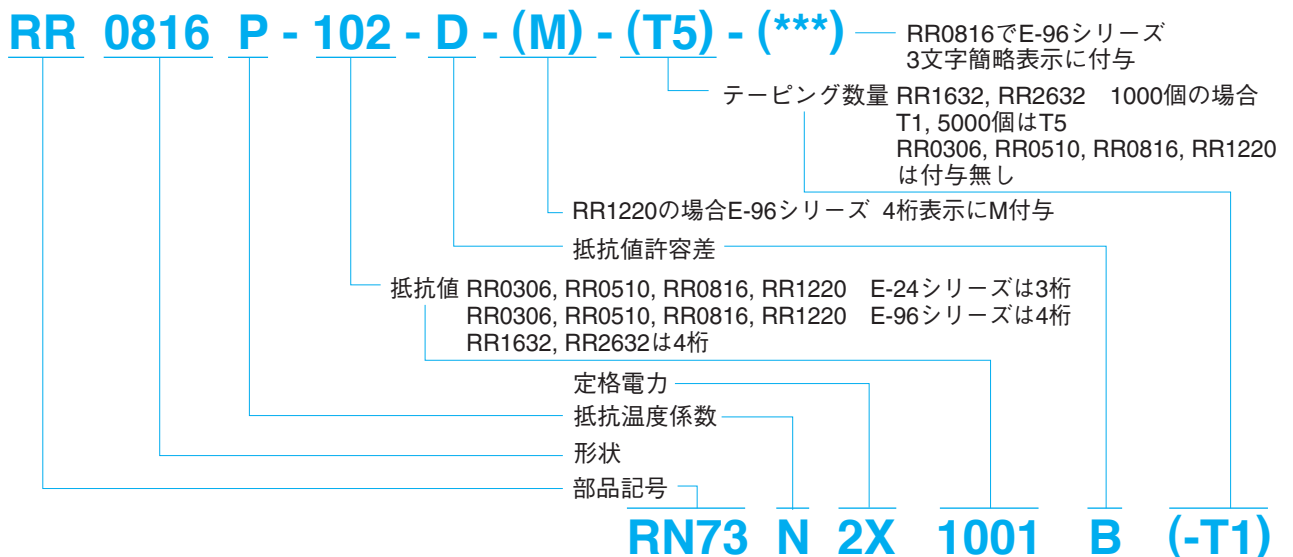 RR 0816 P - 102 - D - (M) - (T5) - (***)
RR0816でE-96シリーズ
3文字簡略表示に付与
テーピング数量 RR1632, RR2632 1000個の場合
T1, 5000個はT5
RR0306, RR0510, RR0816, RR1220
は付与無し
RR1220の場合E-96シリーズ 4桁表示にM付与
抵抗値許容差
抵抗値 RR0306, RR0510, RR0816, RR1220 E-24シリーズは3桁
RR0306, RR0510, RR0816, RR1220 E-96シリーズは4桁
RR1632, RR2632は4桁
定格電力
抵抗温度係数
形状
部品記号
RN73 N 2X 1001 B (-T1)